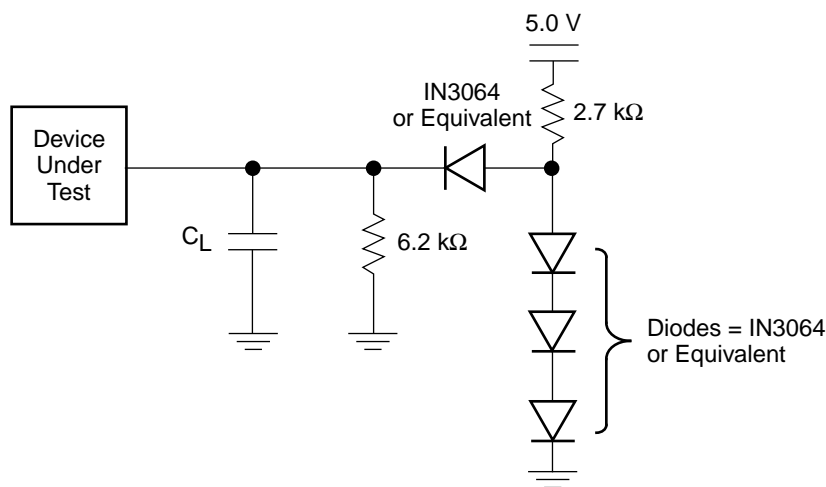 5.0 V
IN3064
or Equivalent
2.7 kΩ
Device
Under
Test
C_L
6.2 kΩ
Diodes = IN3064
or Equivalent